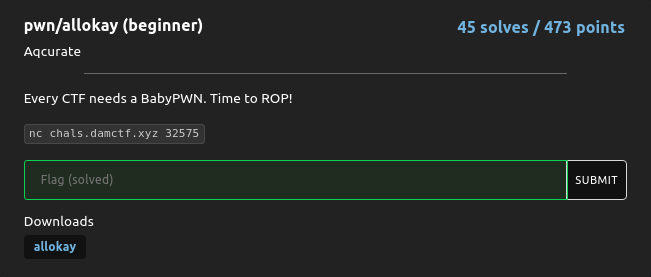 pwn/allokay (beginner)
45 solves / 473 points
Aqcurate
Every CTF needs a BabyPWN. Time to ROP!
nc chals.damctf.xyz 32575
Flag (solved)
SUBMIT
Downloads
allokay